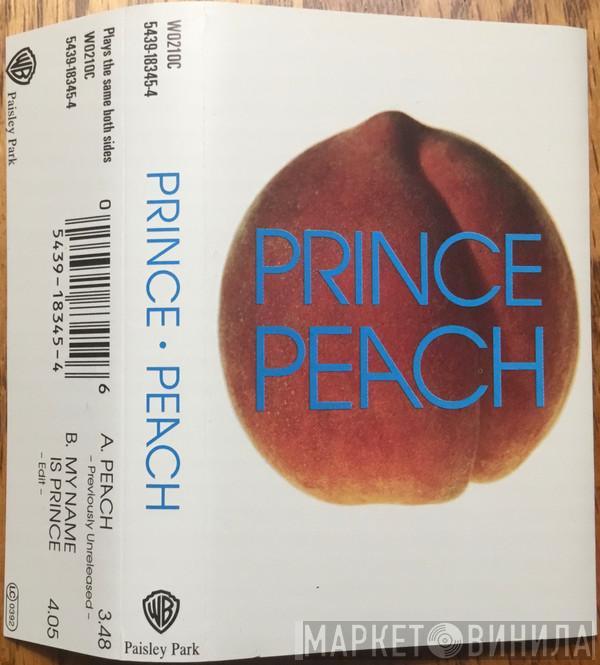 PRINCE
PEACH
W0210C
5439-18345-4
PRINCE • PEACH
WB
Paisley Park
Plays the same both sides
W0210C
5439-18345-4
WB
Paisley Park
0
5439-18345-4
6
A. PEACH 3.48
- Previously Unreleased -
B. MY NAME
IS PRINCE 4.05
- Edit -
LC 0392
МАРКЕТ ВИНИЛА